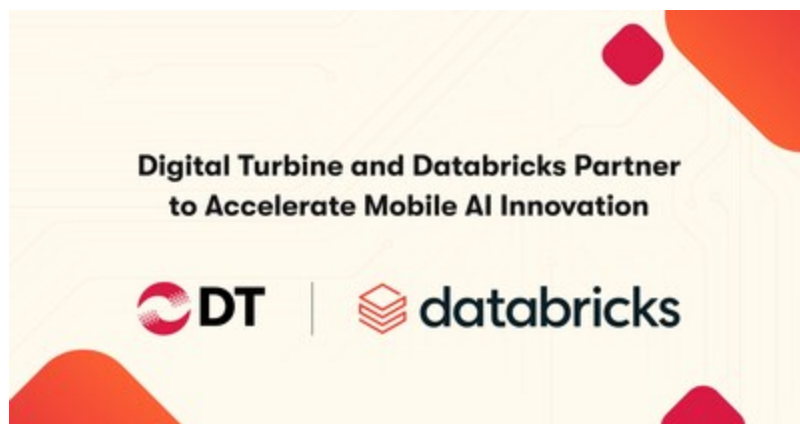 Digital Turbine and Databricks Partner
to Accelerate Mobile AI Innovation
DT
databricks